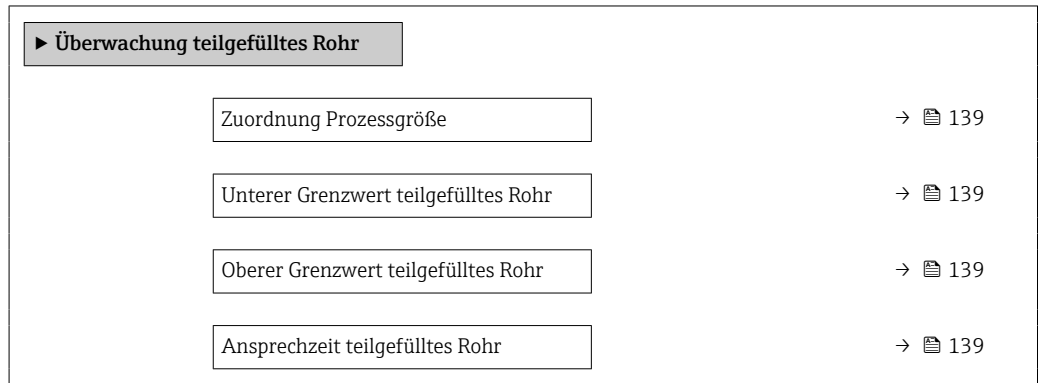 ▶ Überwachung teilgefülltes Rohr
Zuordnung Prozessgröße → 139
Unterer Grenzwert teilgefülltes Rohr → 139
Oberer Grenzwert teilgefülltes Rohr → 139
Ansprechzeit teilgefülltes Rohr → 139